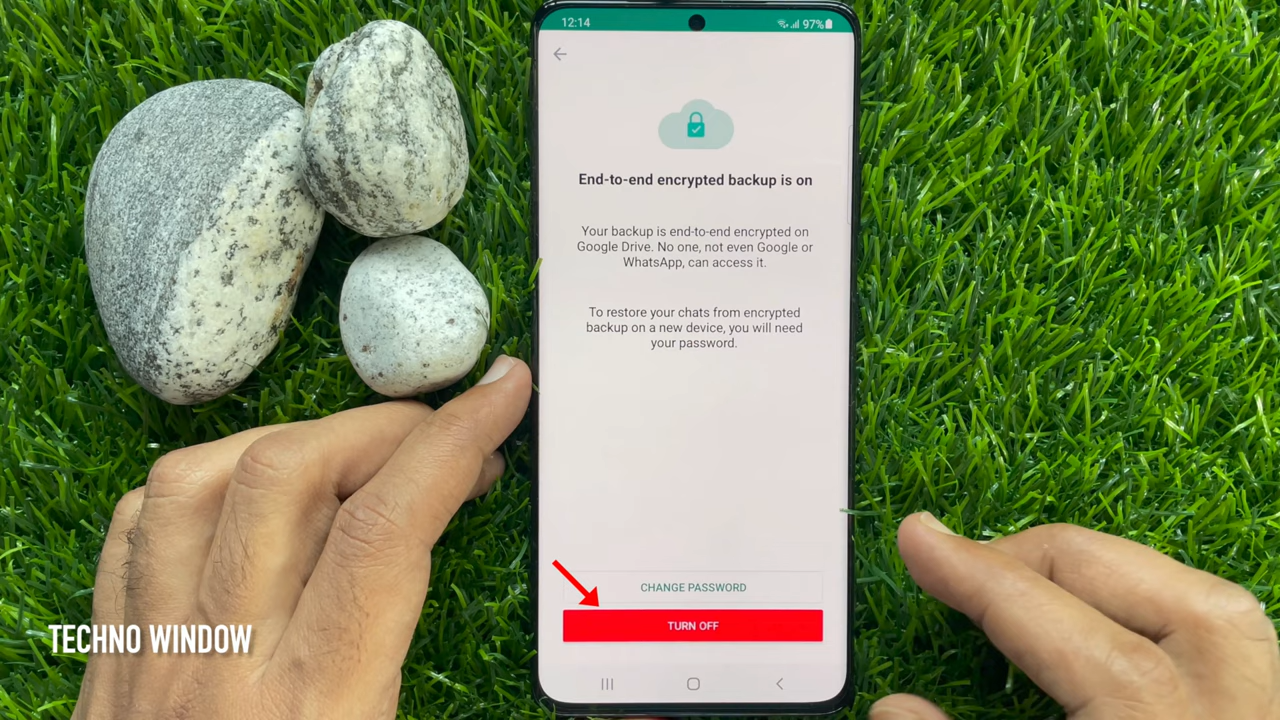 12:14
97%
End-to-end encrypted backup is on
Your backup is end-to-end encrypted on
Google Drive. No one, not even Google or
WhatsApp, can access it.
To restore your chats from encrypted
backup on a new device, you will need
your password.
CHANGE PASSWORD
TURN OFF
TECHNO WINDOW